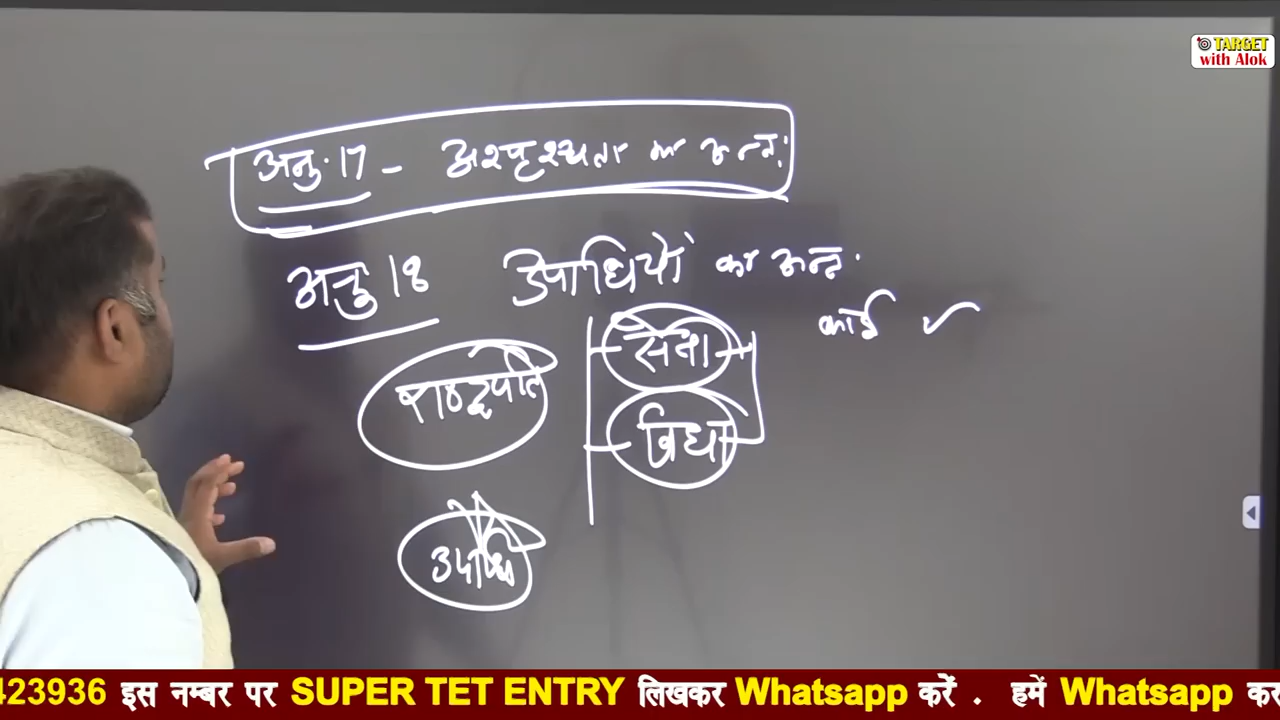 TARGET
with Alok
अनु. 17 - अस्पृश्यता का अन्त:
अनु 18 उपाधियों का अन्त.
कोई ✓
राष्ट्रपति सेना
विद्या
उपाधि
423936 इस नम्बर पर SUPER TET ENTRY लिखकर Whatsapp करें . हमें Whatsapp कर